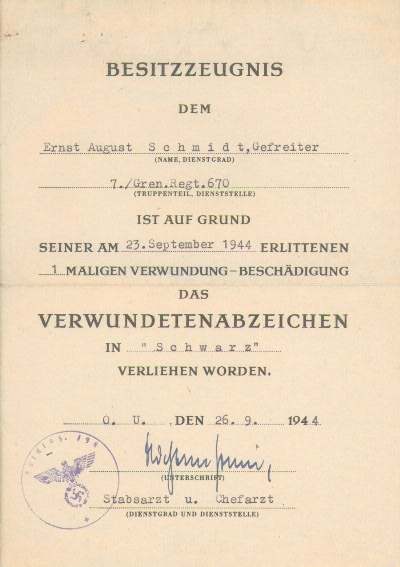 BESITZZEUGNIS
DEM
Ernst August S c h m i d t, Gefreiter
(NAME, DIENSTGRAD)
7./Gren.Regt.670
(TRUPPENTEIL, DIENSTSTELLE)
IST AUF GRUND
SEINER AM 23.September 1944 ERLITTENEN
1 MALIGEN VERWUNDUNG – BESCHÄDIGUNG
DAS
VERWUNDETENABZEICHEN
IN "S c h w a r z"
VERLIEHEN WORDEN.
O. U. , DEN 26.9. 1944
(UNTERSCHRIFT)
Stabsarzt u. Chefarzt
(DIENSTGRAD UND DIENSTSTELLE)